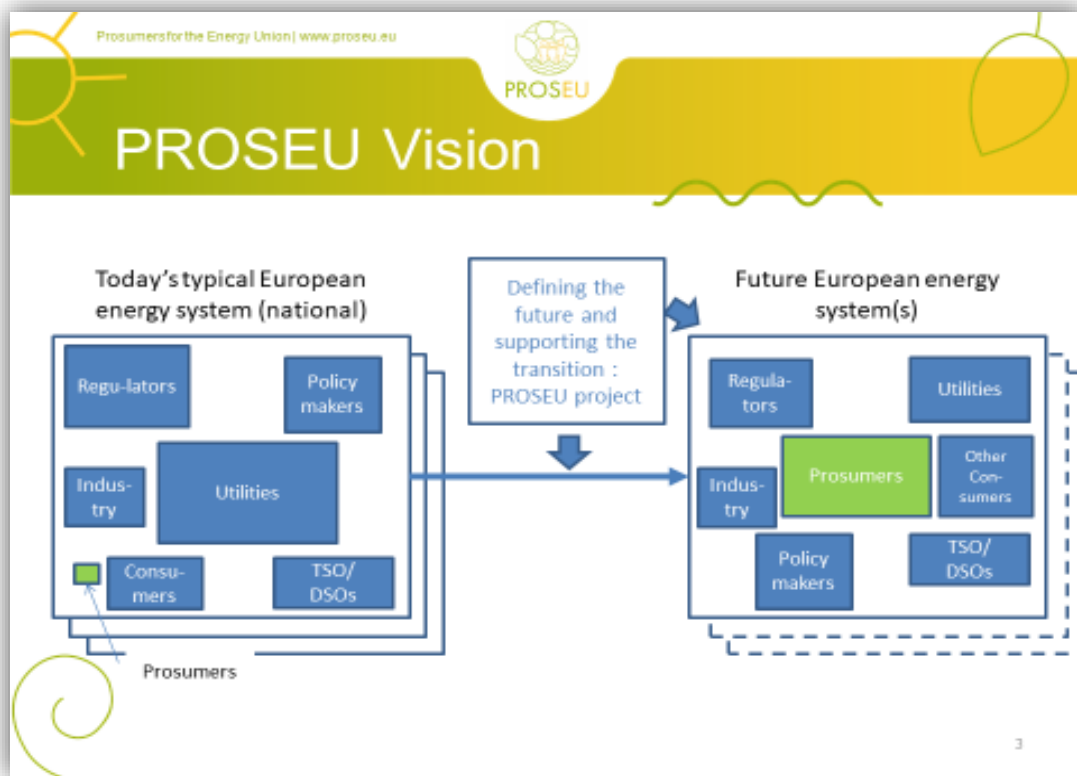 Prosumersfor the Energy Union| www.proseu.eu
PROSEU
PROSEU Vision
Today's typical European
energy system (national)
Regu-lators
Policy
makers
Indus-
try
Utilities
Consu-
mers
TSO/
DSOs
Prosumers
Defining the
future and
supporting the
transition :
PROSEU project
Future European energy
system(s)
Regula-
tors
Utilities
Indus-
try
Prosumers
Other
Con-
sumers
Policy
makers
TSO/
DSOs
3